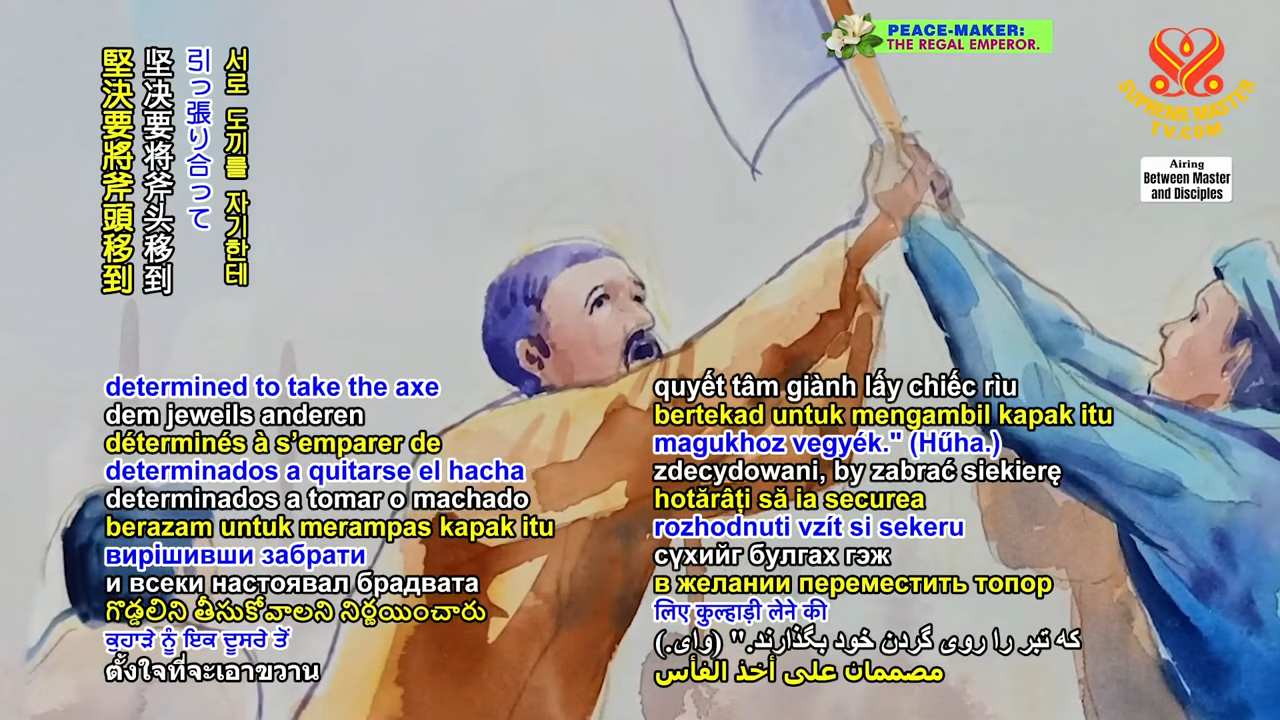 PEACE-MAKER:
THE REGAL EMPEROR.
SUPREME MASTER
TV.COM
Airing
Between Master
and Disciples
堅決要將斧頭移到
坚决要将斧头移到
引っ張り合って
서로 도끼를 자기한테
determined to take the axe
dem jeweils anderen
déterminés à s’emparer de
determinados a quitarse el hacha
determinados a tomar o machado
berazam untuk merampas kapak itu
вирішивши забрати
и всеки настоявал брадвата
గొడ్డలిని తీసుకోవాలని నిర్ణయించారు
ਕੁਹਾੜੇ ਨੂੰ ਇਕ ਦੂਸਰੇ ਤੋਂ
ตั้งใจที่จะเอาขวาน
quyết tâm giành lấy chiếc rìu
bertekad untuk mengambil kapak itu
magukhoz vegyék." (Hűha.)
zdecydowani, by zabrać siekierę
hotărâți să ia securea
rozhodnuti vzít si sekeru
сүхийг булгах гэж
в желании переместить топор
लिए कुल्हाड़ी लेने की
که تبر را روی گردن خود بگذارند." (وای.)
مصممان على أخذ الفأس